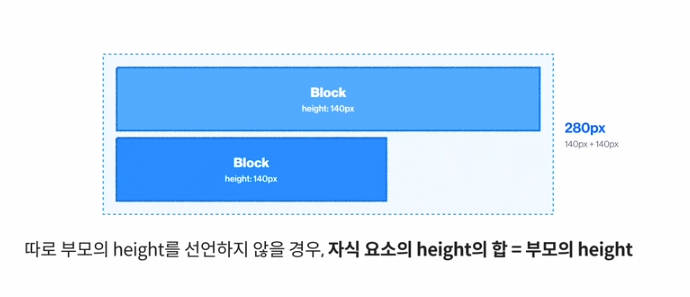 Block
height: 140px
Block
height: 140px
280px
140px + 140px
따로 부모의 height를 선언하지 않을 경우, 자식 요소의 height의 합 = 부모의 height